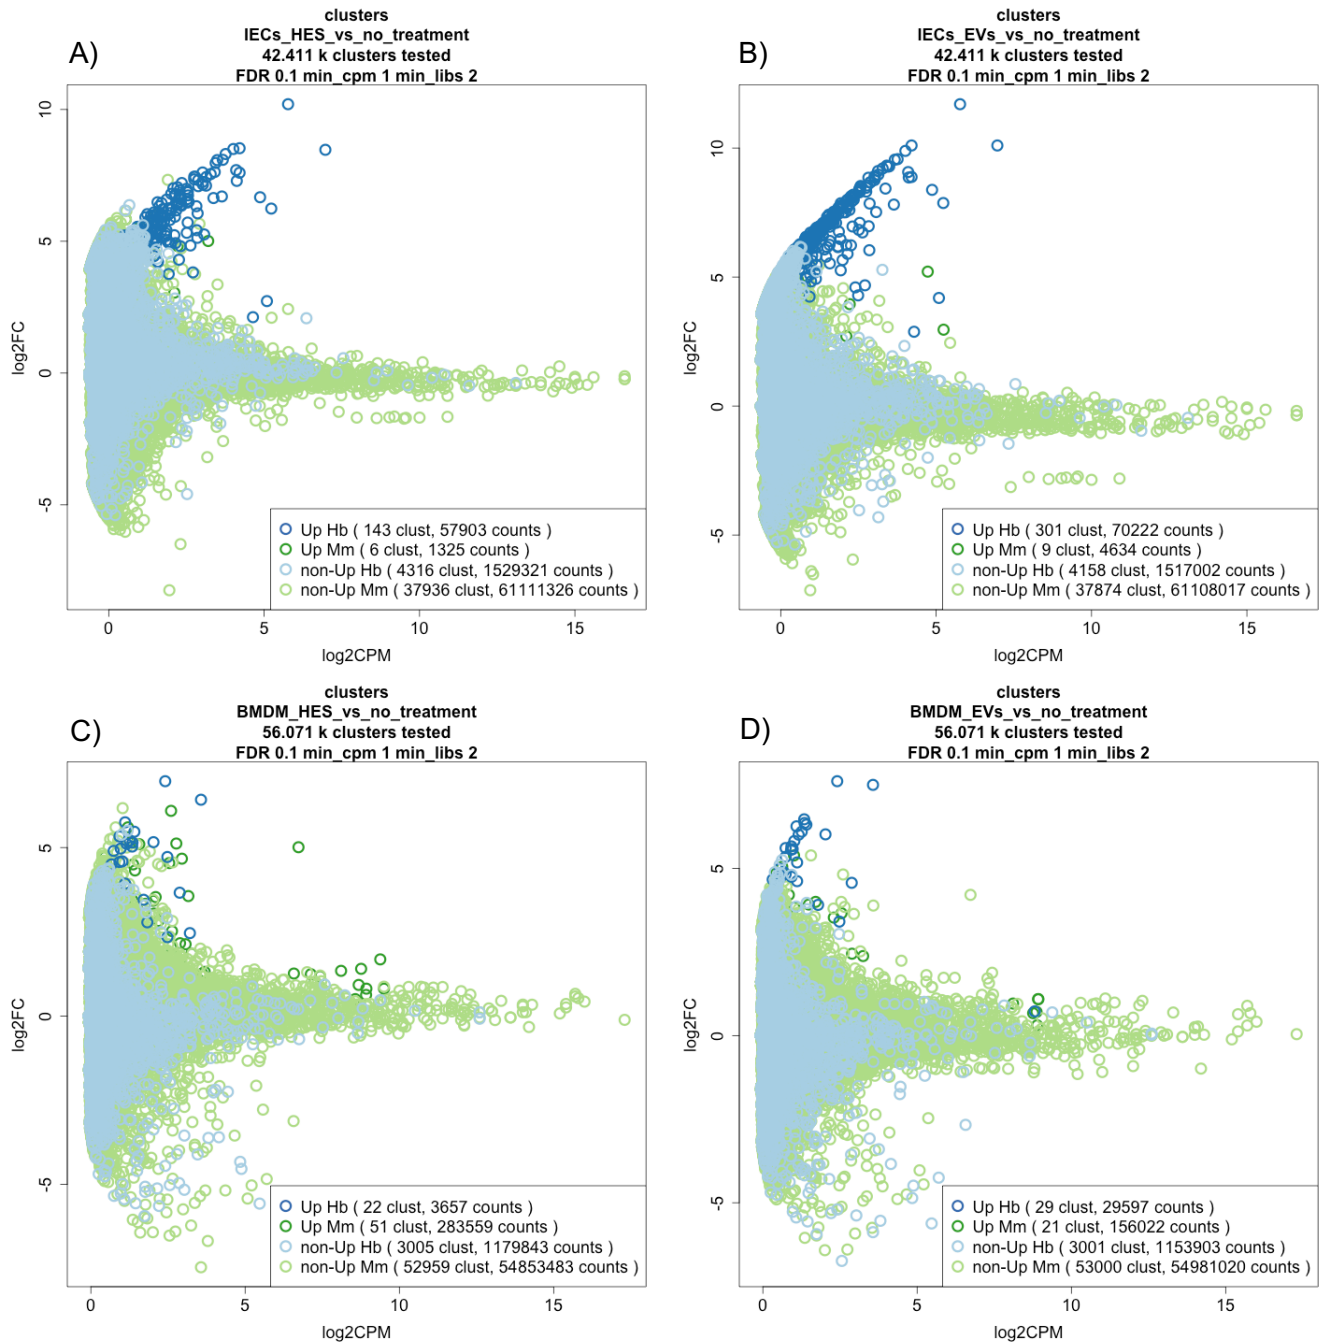 A)
clusters
IECs_HES_vs_no_treatment
42.411 k clusters tested
FDR 0.1 min_cpm 1 min_libs 2
10
5
0
-5
log2FC
0
5
10
15
log2CPM
Up Hb ( 143 clust, 57903 counts )
Up Mm ( 6 clust, 1325 counts )
non-Up Hb ( 4316 clust, 1529321 counts )
non-Up Mm ( 37936 clust, 61111326 counts )
B)
clusters
IECs_EVs_vs_no_treatment
42.411 k clusters tested
FDR 0.1 min_cpm 1 min_libs 2
10
5
0
-5
log2FC
0
5
10
15
log2CPM
Up Hb ( 301 clust, 70222 counts )
Up Mm ( 9 clust, 4634 counts )
non-Up Hb ( 4158 clust, 1517002 counts )
non-Up Mm ( 37874 clust, 61108017 counts )
C)
clusters
BMDM_HES_vs_no_treatment
56.071 k clusters tested
FDR 0.1 min_cpm 1 min_libs 2
5
0
-5
log2FC
0
5
10
15
log2CPM
Up Hb ( 22 clust, 3657 counts )
Up Mm ( 51 clust, 283559 counts )
non-Up Hb ( 3005 clust, 1179843 counts )
non-Up Mm ( 52959 clust, 54853483 counts )
D)
clusters
BMDM_EVs_vs_no_treatment
56.071 k clusters tested
FDR 0.1 min_cpm 1 min_libs 2
5
0
-5
log2FC
0
5
10
15
log2CPM
Up Hb ( 29 clust, 29597 counts )
Up Mm ( 21 clust, 156022 counts )
non-Up Hb ( 3001 clust, 1153903 counts )
non-Up Mm ( 53000 clust, 54981020 counts )